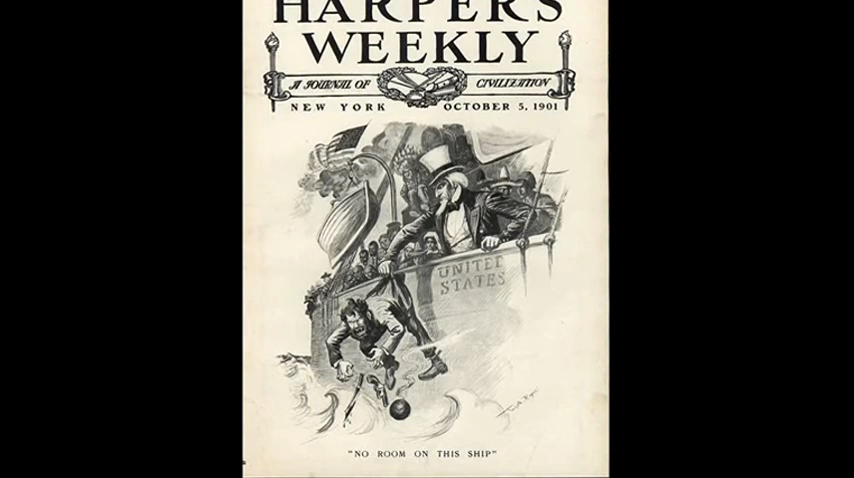 HARPER'S
WEEKLY
A JOURNAL OF CIVILIZATION
NEW YORK OCTOBER 5, 1901
UNITED
STATES
"NO ROOM ON THIS SHIP"